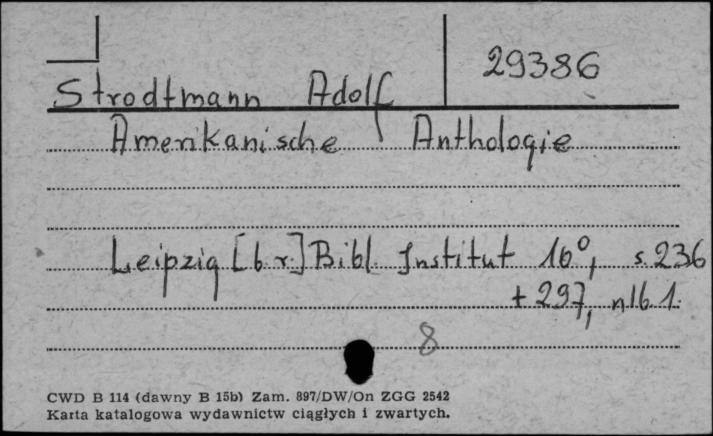 29386
Strodtmann Adolf
Amerikanische Anthologie
Leipzig [b.r.] Bibl. Institut 16°, s. 236
+ 297, nlb 1.
8
CWD B 114 (dawny B 15b) Zam. 897/DW/On ZGG 2542
Karta katalogowa wydawnictw ciągłych i zwartych.